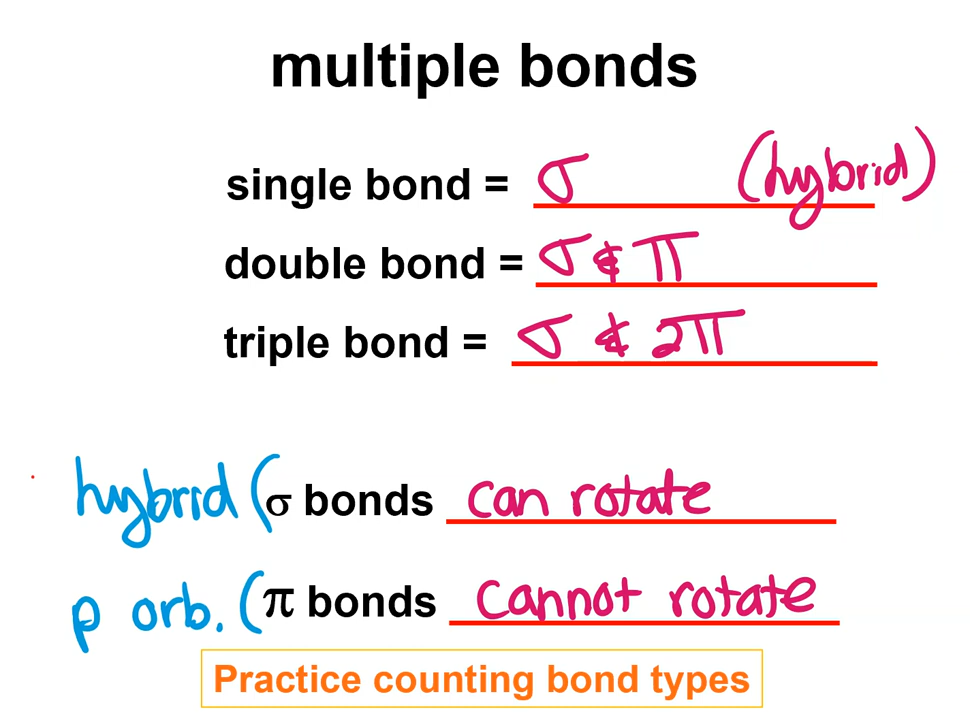 multiple bonds
single bond = σ (hybrid)
double bond = σ & π
triple bond = σ & 2π
hybrid ( σ bonds can rotate
p orb. ( π bonds cannot rotate
Practice counting bond types